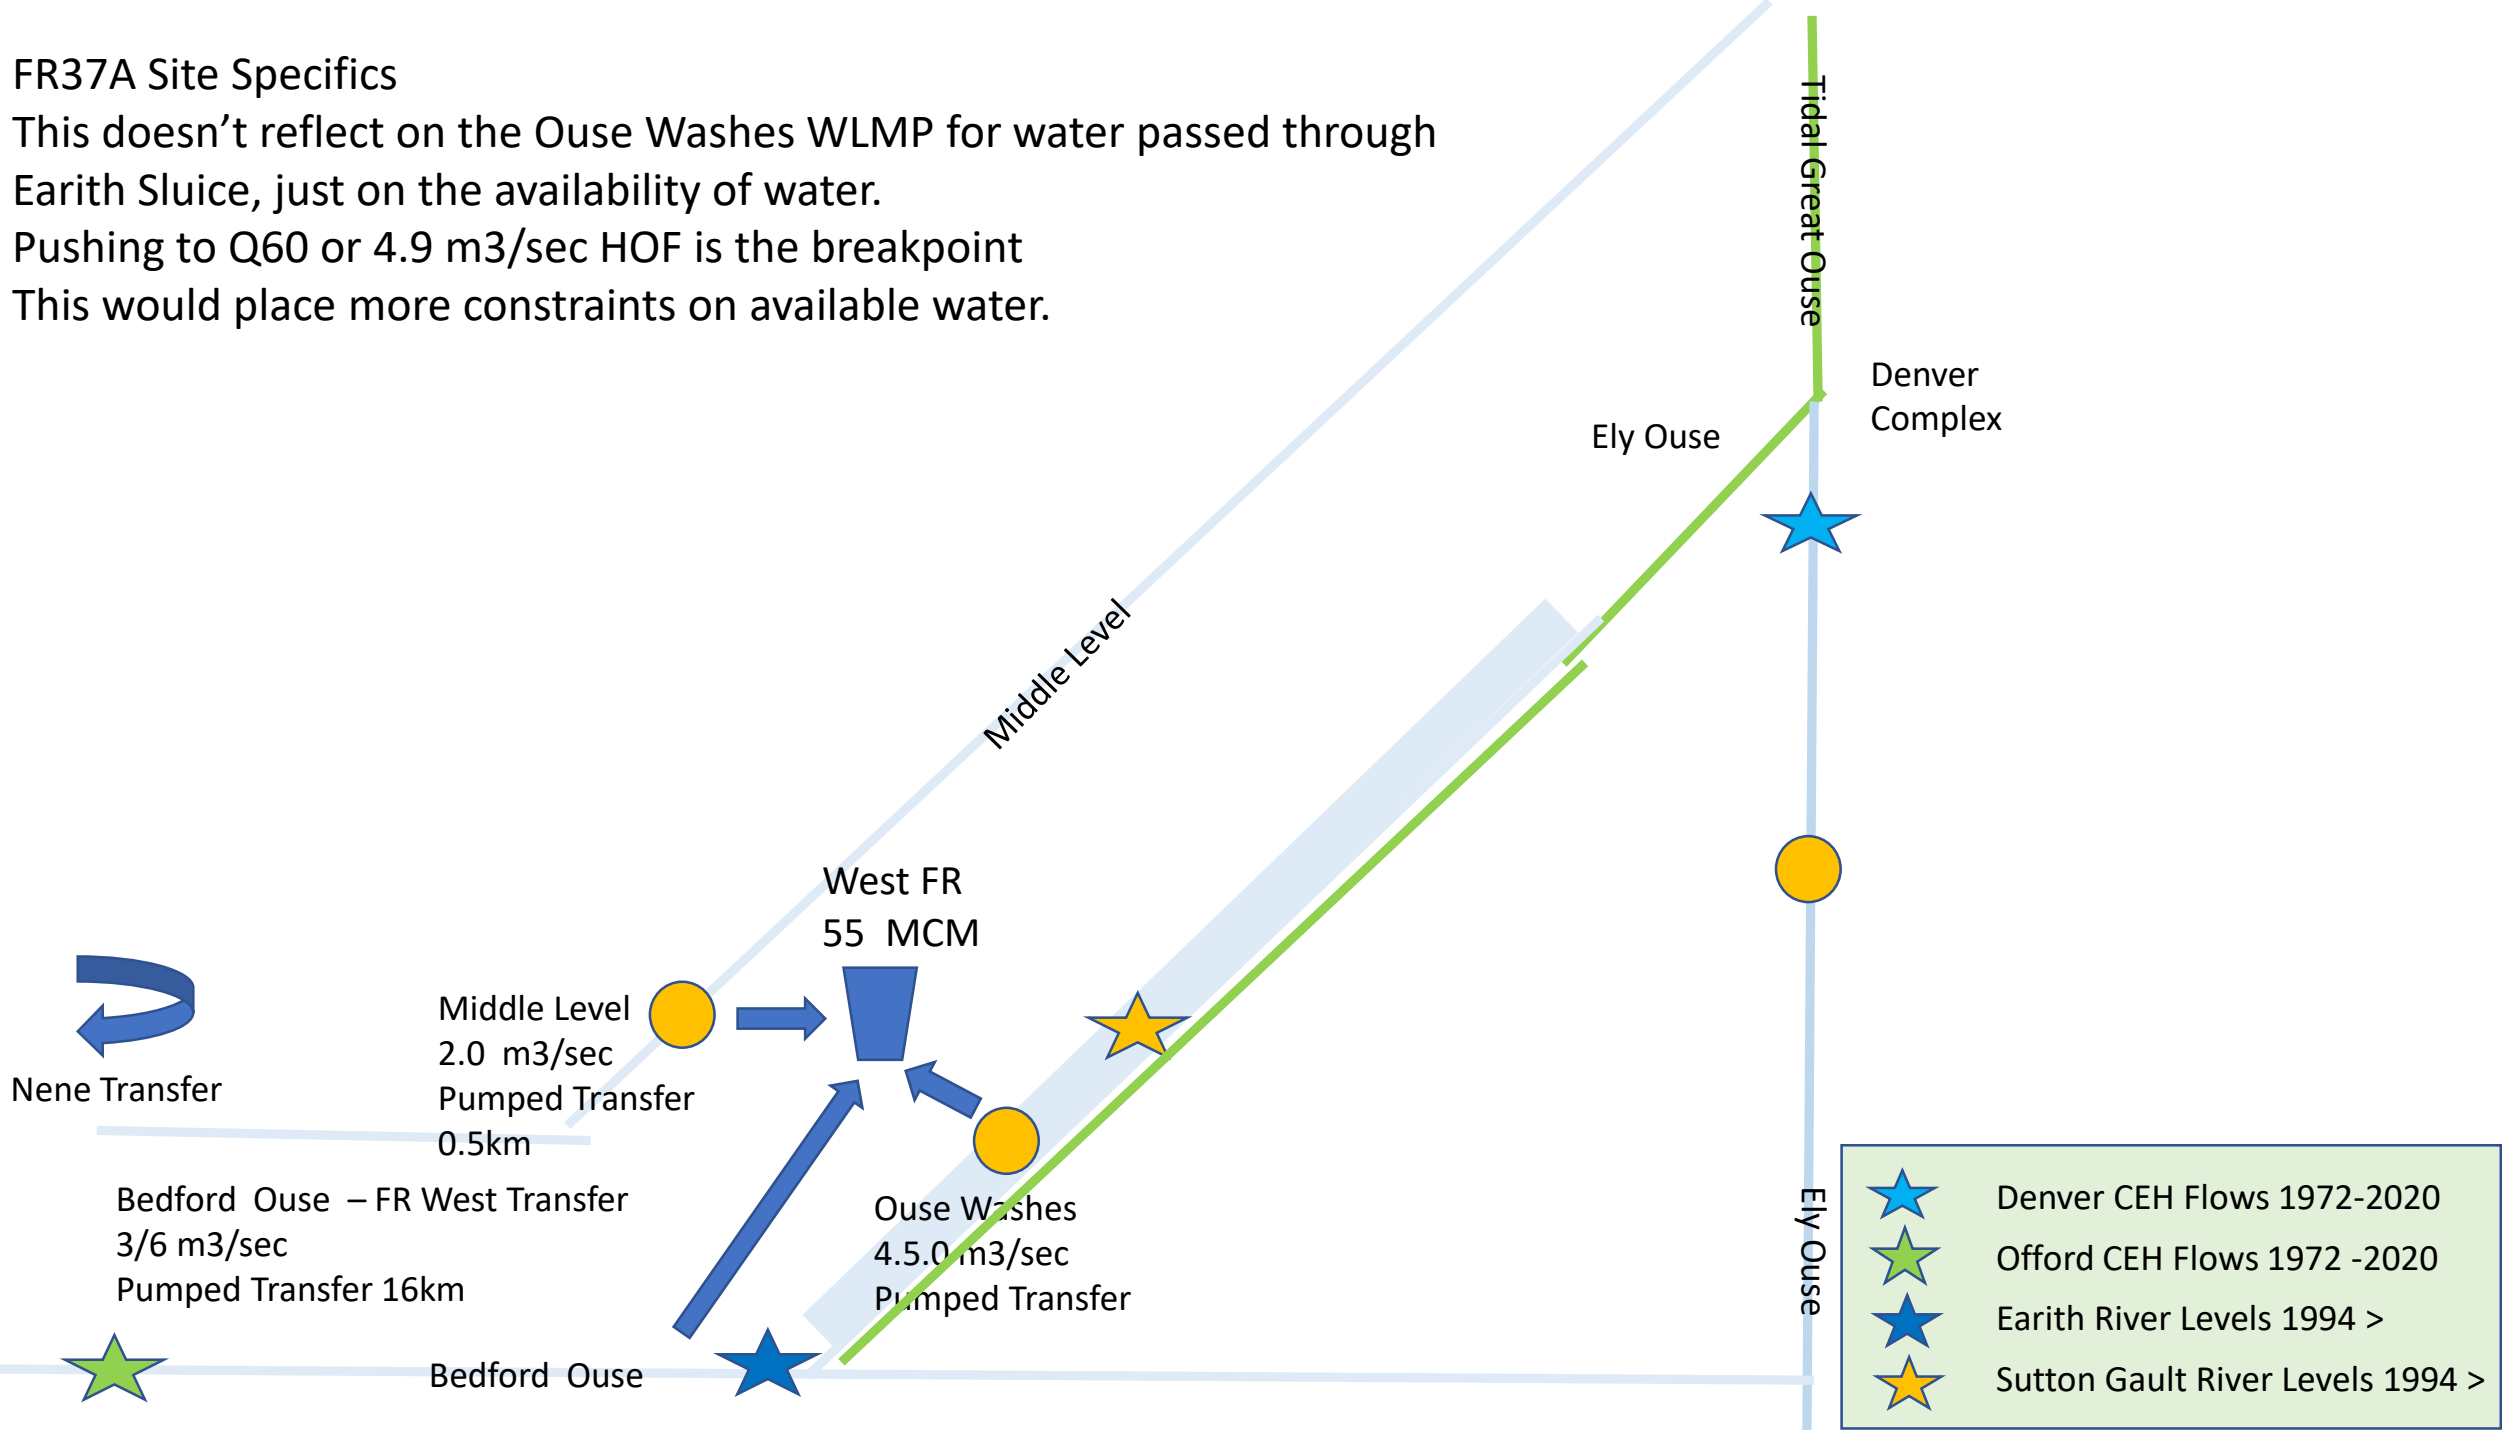 FR37A Site Specifics
This doesn’t reflect on the Ouse Washes WLMP for water passed through
Earith Sluice, just on the availability of water.
Pushing to Q60 or 4.9 m3/sec HOF is the breakpoint
This would place more constraints on available water.
Tidal Great Ouse
Denver
Complex
Ely Ouse
Middle Level
West FR
55 MCM
Nene Transfer
Middle Level
2.0 m3/sec
Pumped Transfer
0.5km
Bedford Ouse – FR West Transfer
3/6 m3/sec
Pumped Transfer 16km
Ouse Washes
4.5.0 m3/sec
Pumped Transfer
Bedford Ouse
Ely Ouse
Denver CEH Flows 1972-2020
Offord CEH Flows 1972 -2020
Earith River Levels 1994 >
Sutton Gault River Levels 1994 >